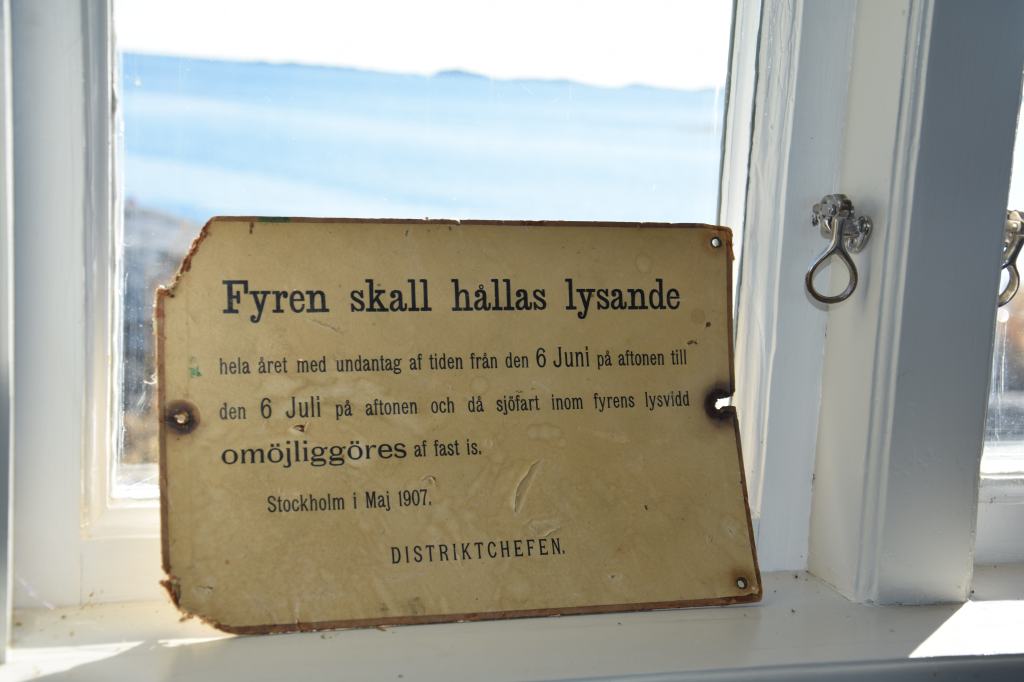 Fyren skall hållas lysande
hela året med undantag af tiden från den 6 Juni på aftonen till
den 6 Juli på aftonen och då sjöfart inom fyrens lysvidd
omöjliggöres af fast is.
Stockholm i Maj 1907.
DISTRIKTCHEFEN.